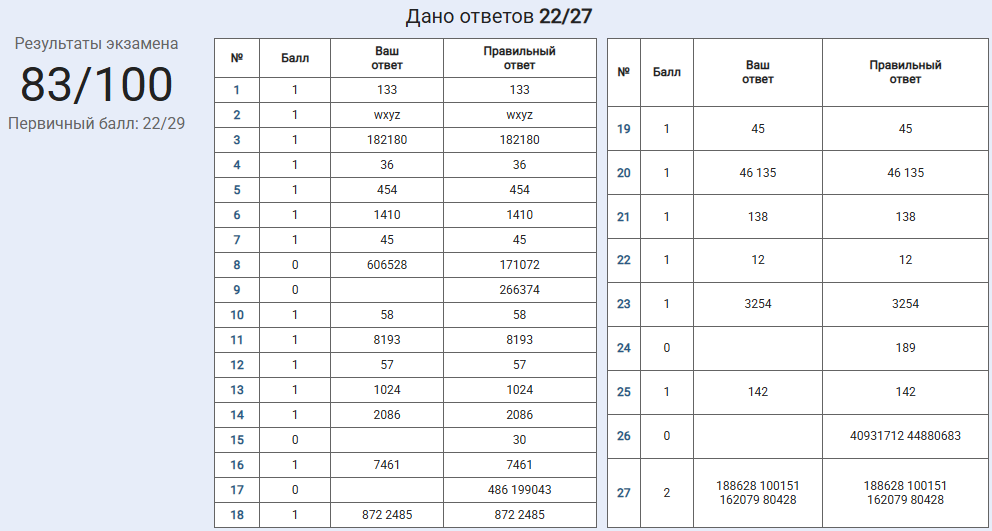 Дано ответов 22/27
Результаты экзамена
83/100
Первичный балл: 22/29
№ Балл Ваш ответ Правильный ответ
1 1 133 133
2 1 wxyz wxyz
3 1 182180 182180
4 1 36 36
5 1 454 454
6 1 1410 1410
7 1 45 45
8 0 606528 171072
9 0 266374
10 1 58 58
11 1 8193 8193
12 1 57 57
13 1 1024 1024
14 1 2086 2086
15 0 30
16 1 7461 7461
17 0 486 199043
18 1 872 2485 872 2485
№ Балл Ваш ответ Правильный ответ
19 1 45 45
20 1 46 135 46 135
21 1 138 138
22 1 12 12
23 1 3254 3254
24 0 189
25 1 142 142
26 0 40931712 44880683
27 2 188628 100151 162079 80428 188628 100151 162079 80428